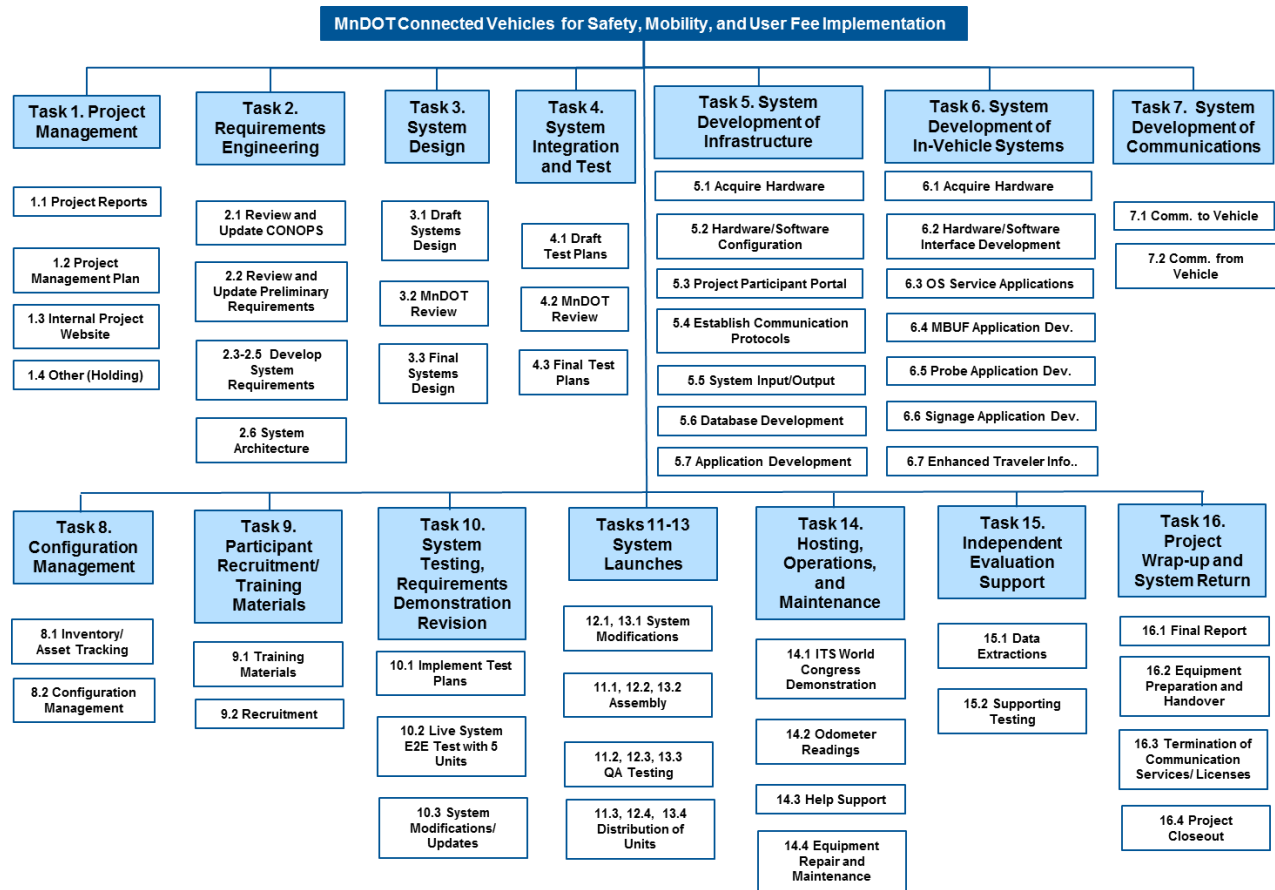 MnDOT Connected Vehicles for Safety, Mobility, and User Fee Implementation
Task 1. Project
Management
1.1 Project Reports
1.2 Project
Management Plan
1.3 Internal Project
Website
1.4 Other (Holding)
Task 2.
Requirements
Engineering
2.1 Review and
Update CONOPS
2.2 Review and
Update Preliminary
Requirements
2.3-2.5 Develop
System
Requirements
2.6 System
Architecture
Task 3.
System
Design
3.1 Draft
Systems
Design
3.2 MnDOT
Review
3.3 Final
Systems
Design
Task 4.
System
Integration
and Test
4.1 Draft
Test Plans
4.2 MnDOT
Review
4.3 Final Test
Plans
Task 5. System
Development of
Infrastructure
5.1 Acquire Hardware
5.2 Hardware/Software
Configuration
5.3 Project Participant Portal
5.4 Establish Communication
Protocols
5.5 System Input/Output
5.6 Database Development
5.7 Application Development
Task 6. System
Development of
In-Vehicle Systems
6.1 Acquire Hardware
6.2 Hardware/Software
Interface Development
6.3 OS Service Applications
6.4 MBUF Application Dev.
6.5 Probe Application Dev.
6.6 Signage Application Dev.
6.7 Enhanced Traveler Info..
Task 7. System
Development of
Communications
7.1 Comm. to Vehicle
7.2 Comm. from
Vehicle
Task 8.
Configuration
Management
8.1 Inventory/
Asset Tracking
8.2 Configuration
Management
Task 9.
Participant
Recruitment/
Training
Materials
9.1 Training
Materials
9.2 Recruitment
Task 10.
System
Testing,
Requirements
Demonstration
Revision
10.1 Implement Test
Plans
10.2 Live System
E2E Test with 5
Units
10.3 System
Modifications/
Updates
Tasks 11-13
System
Launches
12.1, 13.1 System
Modifications
11.1, 12.2, 13.2
Assembly
11.2, 12.3, 13.3
QA Testing
11.3, 12.4, 13.4
Distribution of
Units
Task 14.
Hosting,
Operations,
and
Maintenance
14.1 ITS World
Congress
Demonstration
14.2 Odometer
Readings
14.3 Help Support
14.4 Equipment
Repair and
Maintenance
Task 15.
Independent
Evaluation
Support
15.1 Data
Extractions
15.2 Supporting
Testing
Task 16.
Project
Wrap-up and
System Return
16.1 Final Report
16.2 Equipment
Preparation and
Handover
16.3 Termination of
Communication
Services/ Licenses
16.4 Project
Closeout